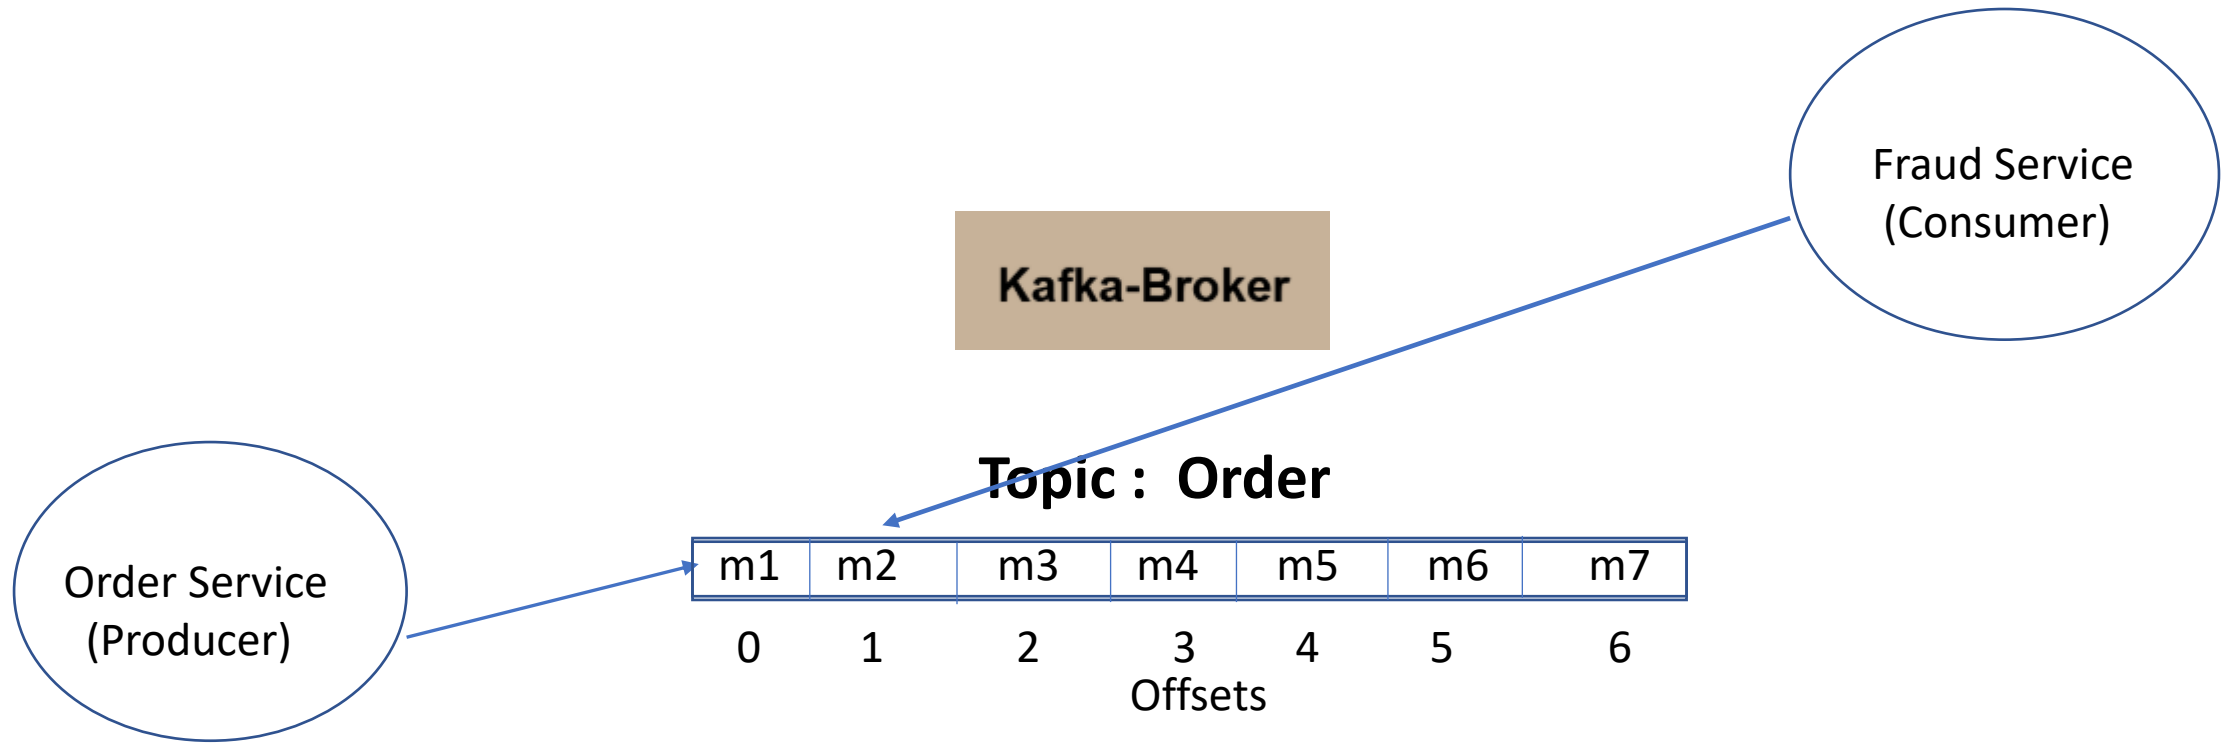 Fraud Service
(Consumer)
Kafka-Broker
Topic : Order
Order Service
(Producer)
m1 m2 m3 m4 m5 m6 m7
0 1 2 3 4 5 6
Offsets